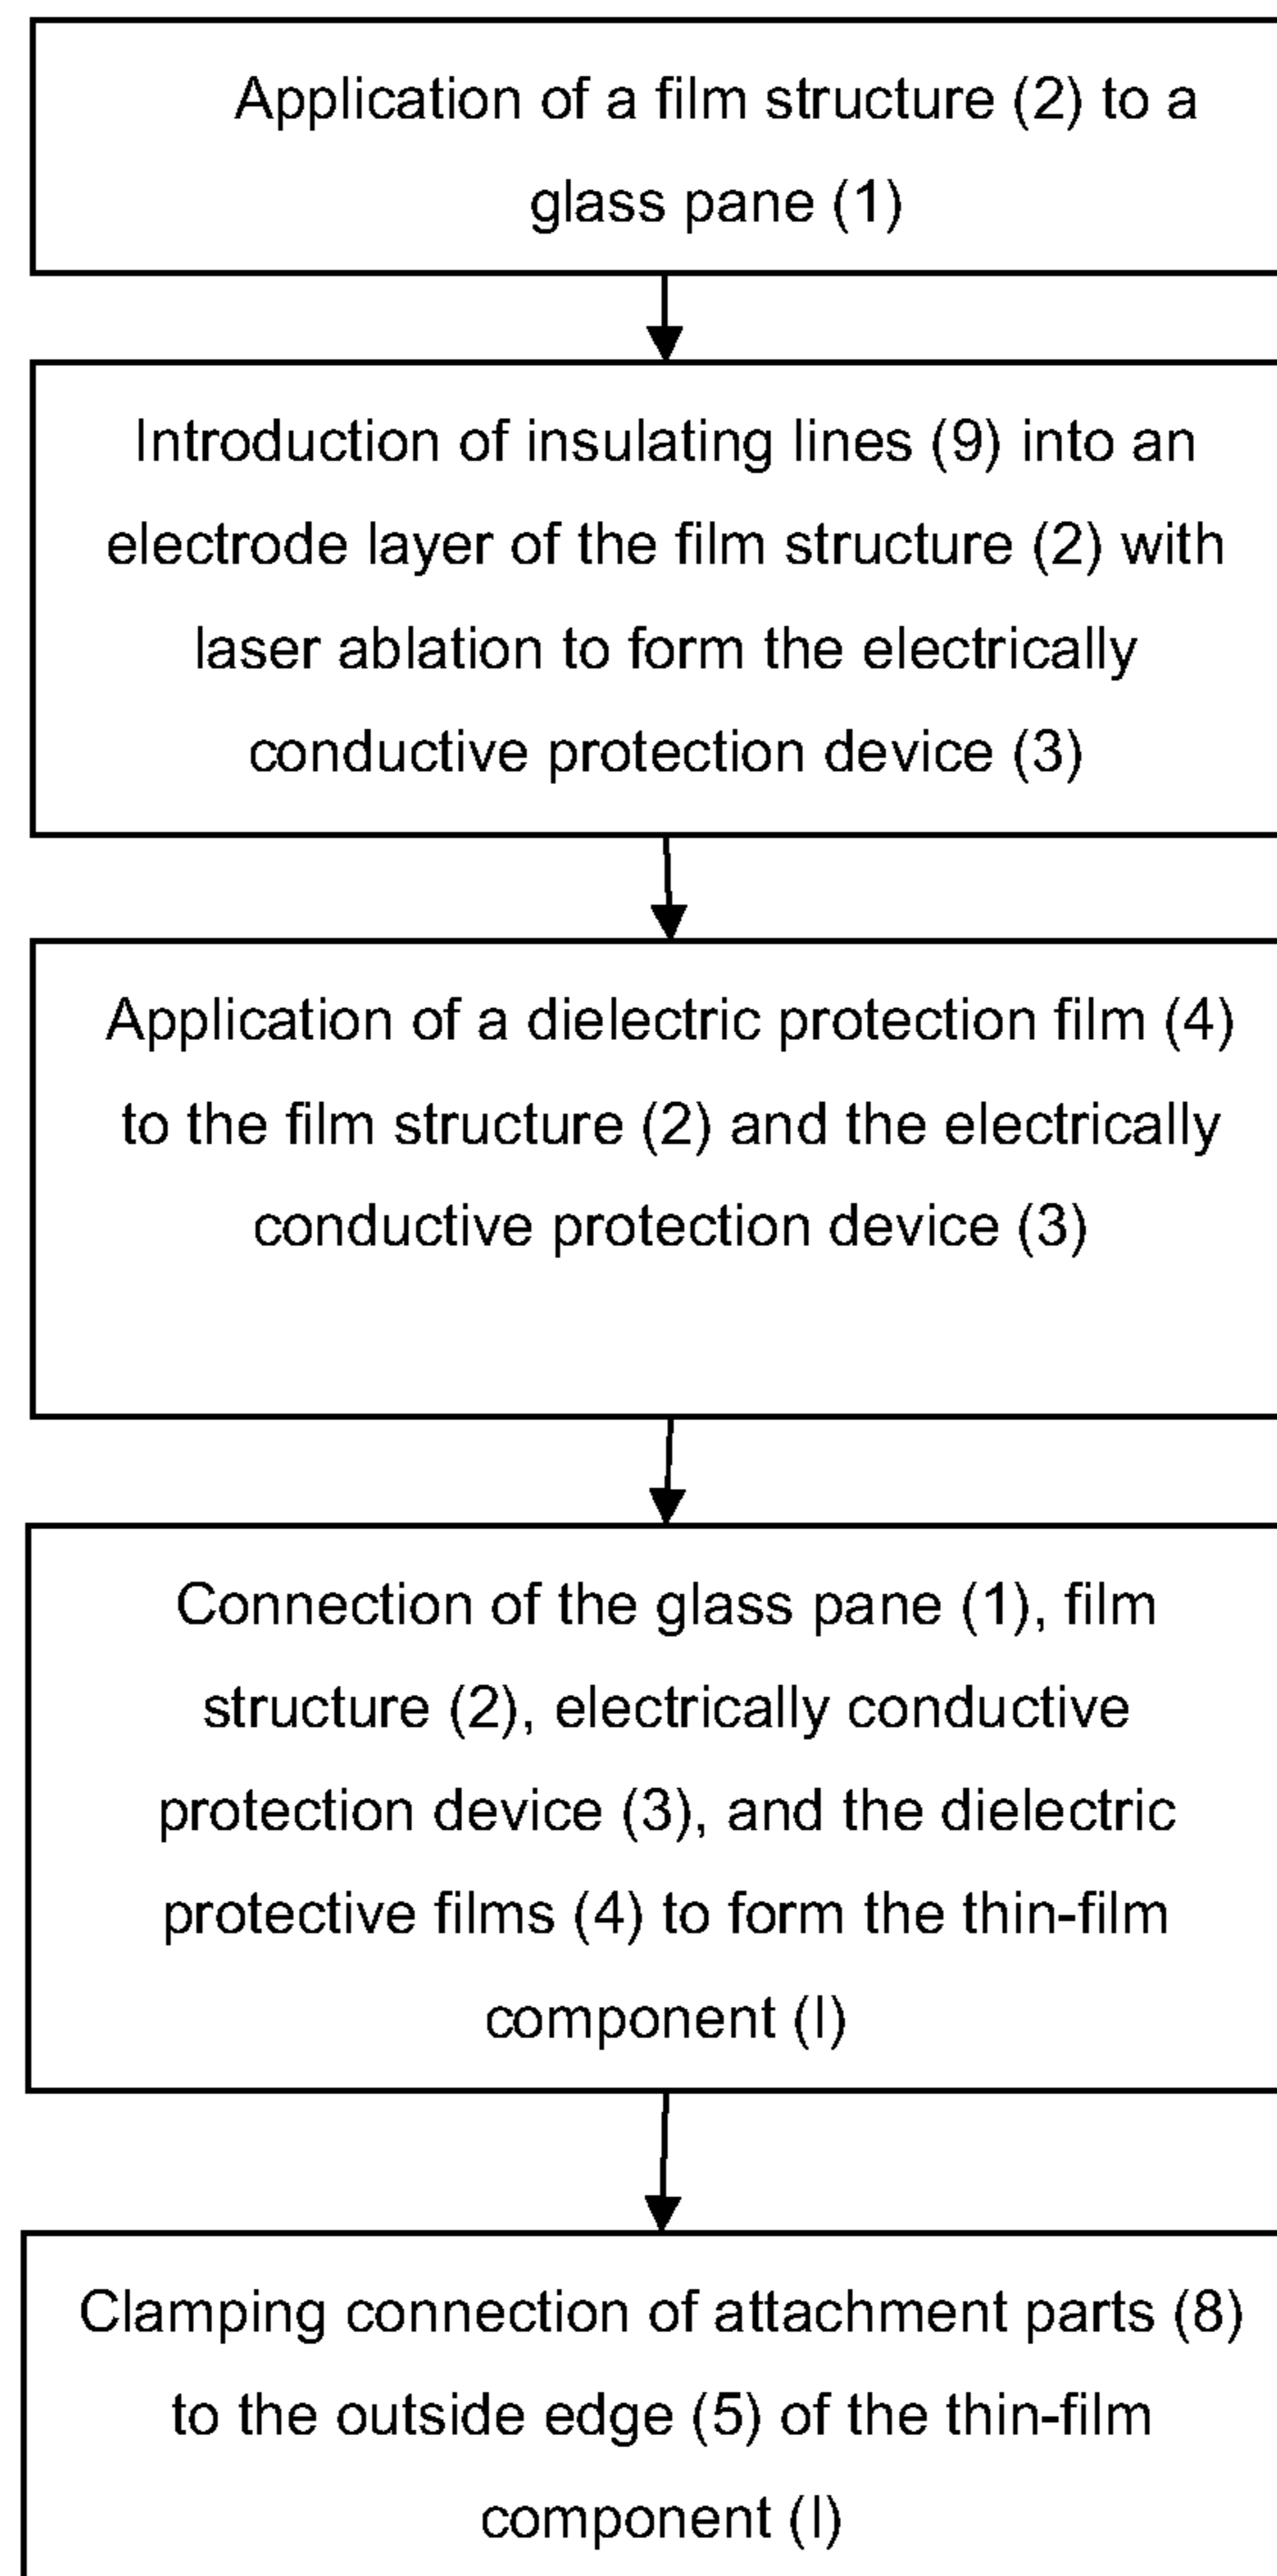 Application of a film structure (2) to a
glass pane (1)
Introduction of insulating lines (9) into an
electrode layer of the film structure (2) with
laser ablation to form the electrically
conductive protection device (3)
Application of a dielectric protection film (4)
to the film structure (2) and the electrically
conductive protection device (3)
Connection of the glass pane (1), film
structure (2), electrically conductive
protection device (3), and the dielectric
protective films (4) to form the thin-film
component (I)
Clamping connection of attachment parts (8)
to the outside edge (5) of the thin-film
component (I)